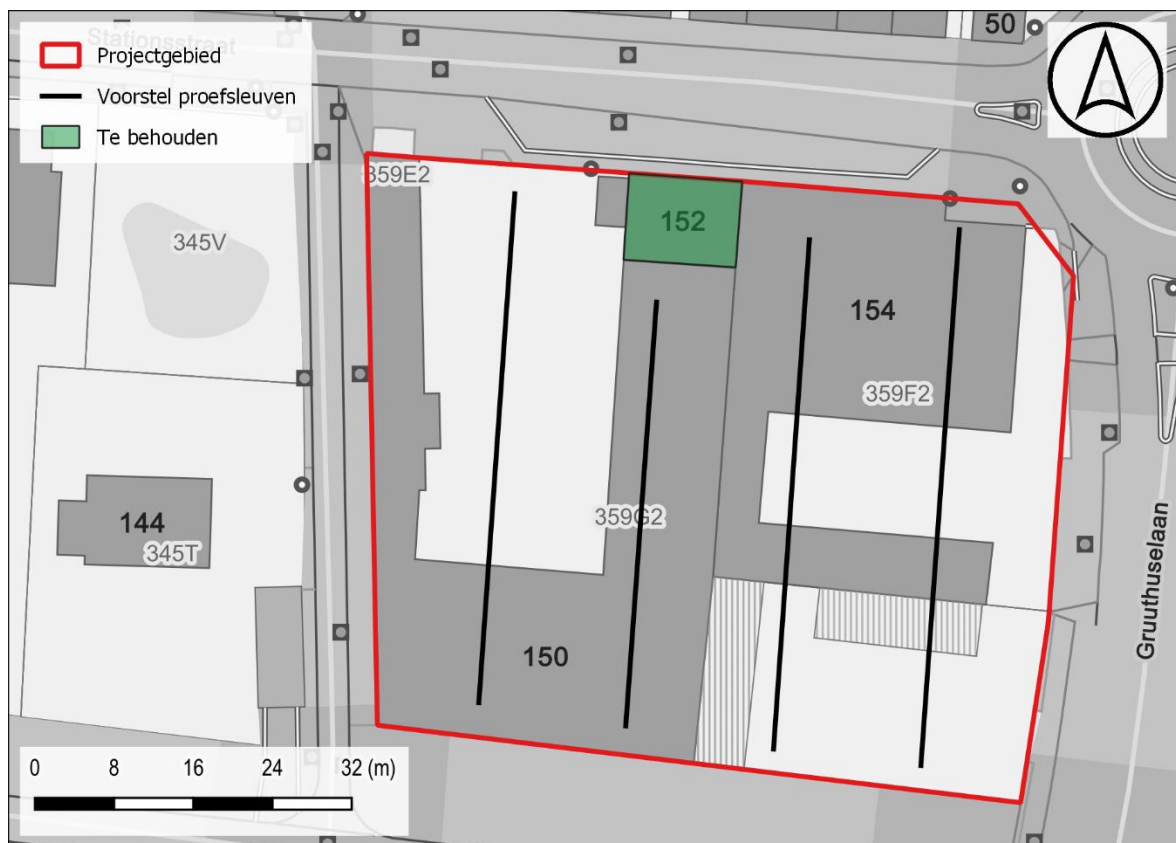 Stationsstraat
50
Projectgebied
Voorstel proefsleuven
Te behouden
359E2
152
345V
154
359F2
359G2
144
345T
150
Gruuthuselaan
0 8 16 24 32 (m)